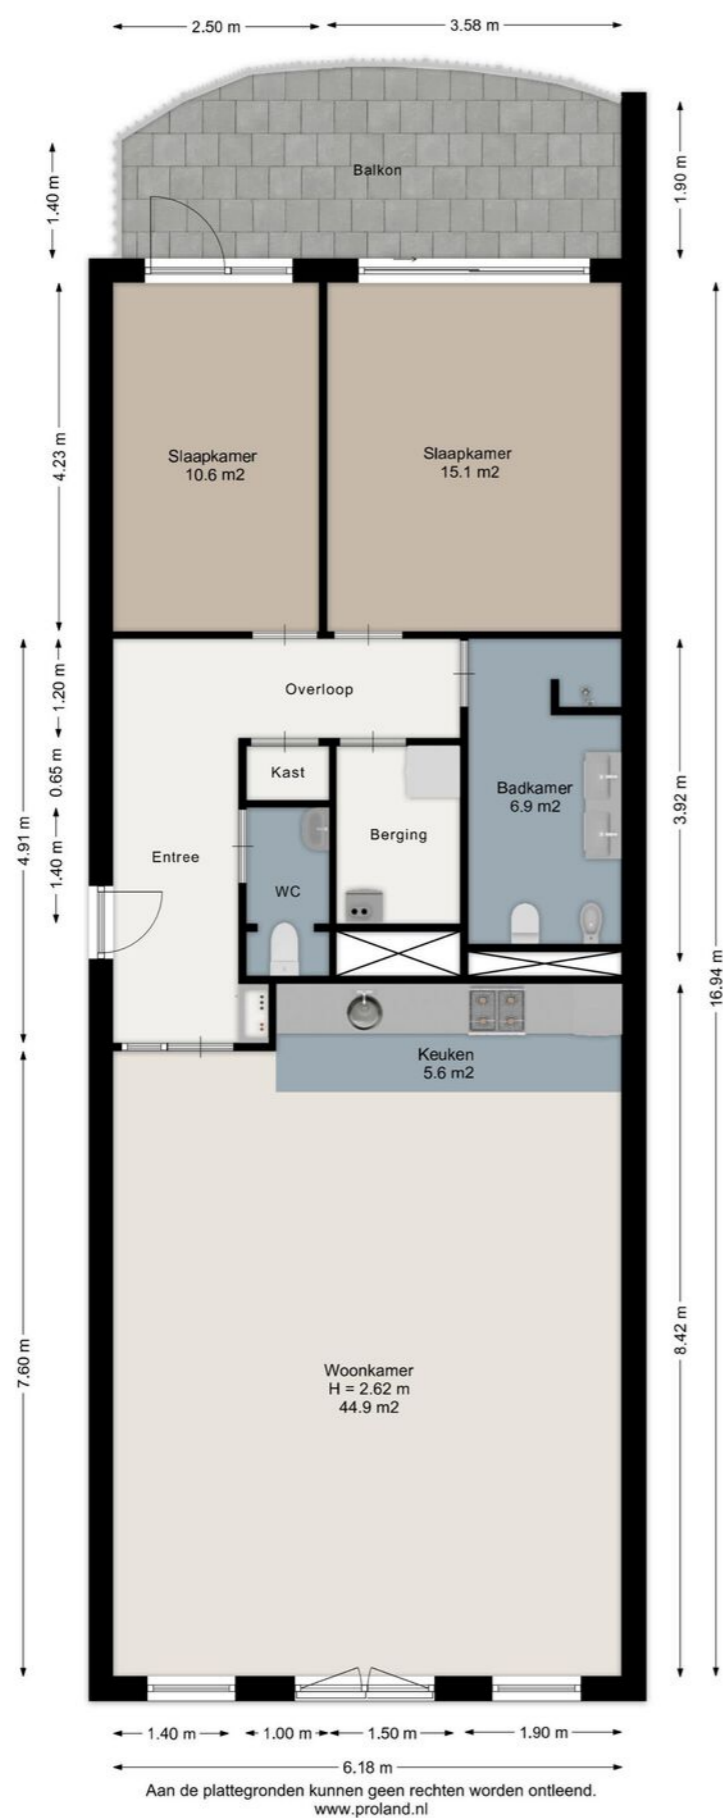 2.50 m
3.58 m
Balkon
1.40 m
1.90 m
Slaapkamer
10.6 m2
Slaapkamer
15.1 m2
4.23 m
Overloop
1.20 m
Kast
0.65 m
Badkamer
6.9 m2
3.92 m
Berging
4.91 m
1.40 m
Entree
WC
16.94 m
Keuken
5.6 m2
8.42 m
7.60 m
Woonkamer
H = 2.62 m
44.9 m2
1.40 m
1.00 m
1.50 m
1.90 m
6.18 m
Aan de plattegronden kunnen geen rechten worden ontleend.
www.proland.nl